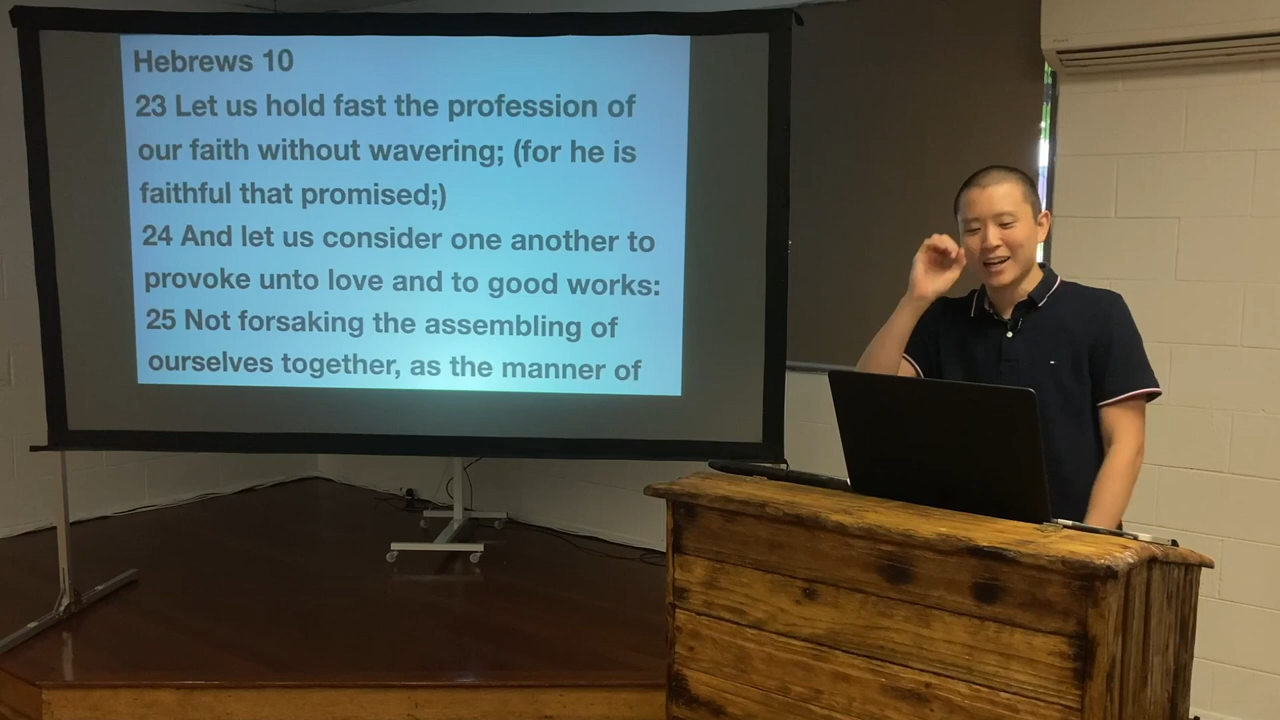 Hebrews 10
23 Let us hold fast the profession of
our faith without wavering; (for he is
faithful that promised;)
24 And let us consider one another to
provoke unto love and to good works:
25 Not forsaking the assembling of
ourselves together, as the manner of